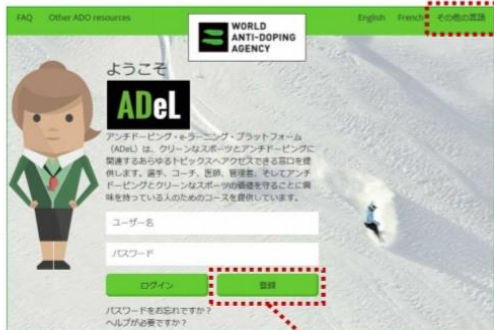 FAQ Other ADO resources
English French その他の言語
WORLD
ANTI-DOPING
AGENCY
ようこそ
ADeL
アンチドーピング・e-ラーニング・プラットフォーム
(ADeL) は、クリーンなスポーツとアンチドーピングに
関連するあらゆるトピックスへアクセスできる窓口を提
供します。選手、コーチ、医師、管理者、そしてアンチ
ドーピングとクリーンなスポーツの価値を守ることに興
味を持っている人のためのコースを提供しています。
ユーザー名
パスワード
ログイン 登録
パスワードをお忘れですか?
ヘルプが必要ですか?